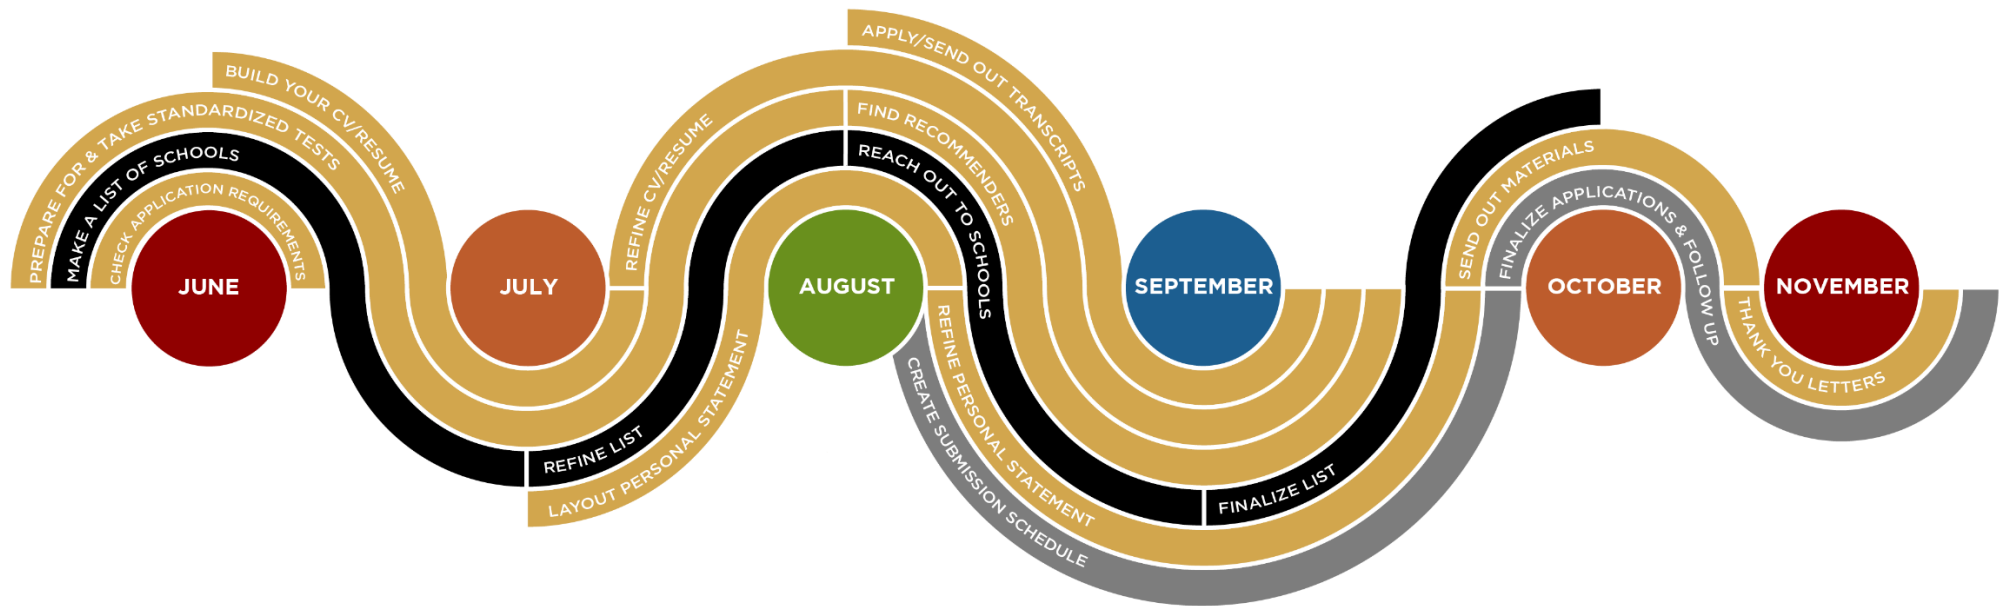 BUILD YOUR CV/RESUME
PREPARE FOR & TAKE STANDARDIZED TESTS
MAKE A LIST OF SCHOOLS
CHECK APPLICATION REQUIREMENTS
JUNE
JULY
REFINE LIST
LAYOUT PERSONAL STATEMENT
REFINE CV/RESUME
APPLY/SEND OUT TRANSCRIPTS
FIND RECOMMENDERS
REACH OUT TO SCHOOLS
AUGUST
REFINE PERSONAL STATEMENT
CREATE SUBMISSION SCHEDULE
SEPTEMBER
FINALIZE LIST
SEND OUT MATERIALS
FINALIZE APPLICATIONS & FOLLOW UP
OCTOBER
NOVEMBER
THANK YOU LETTERS